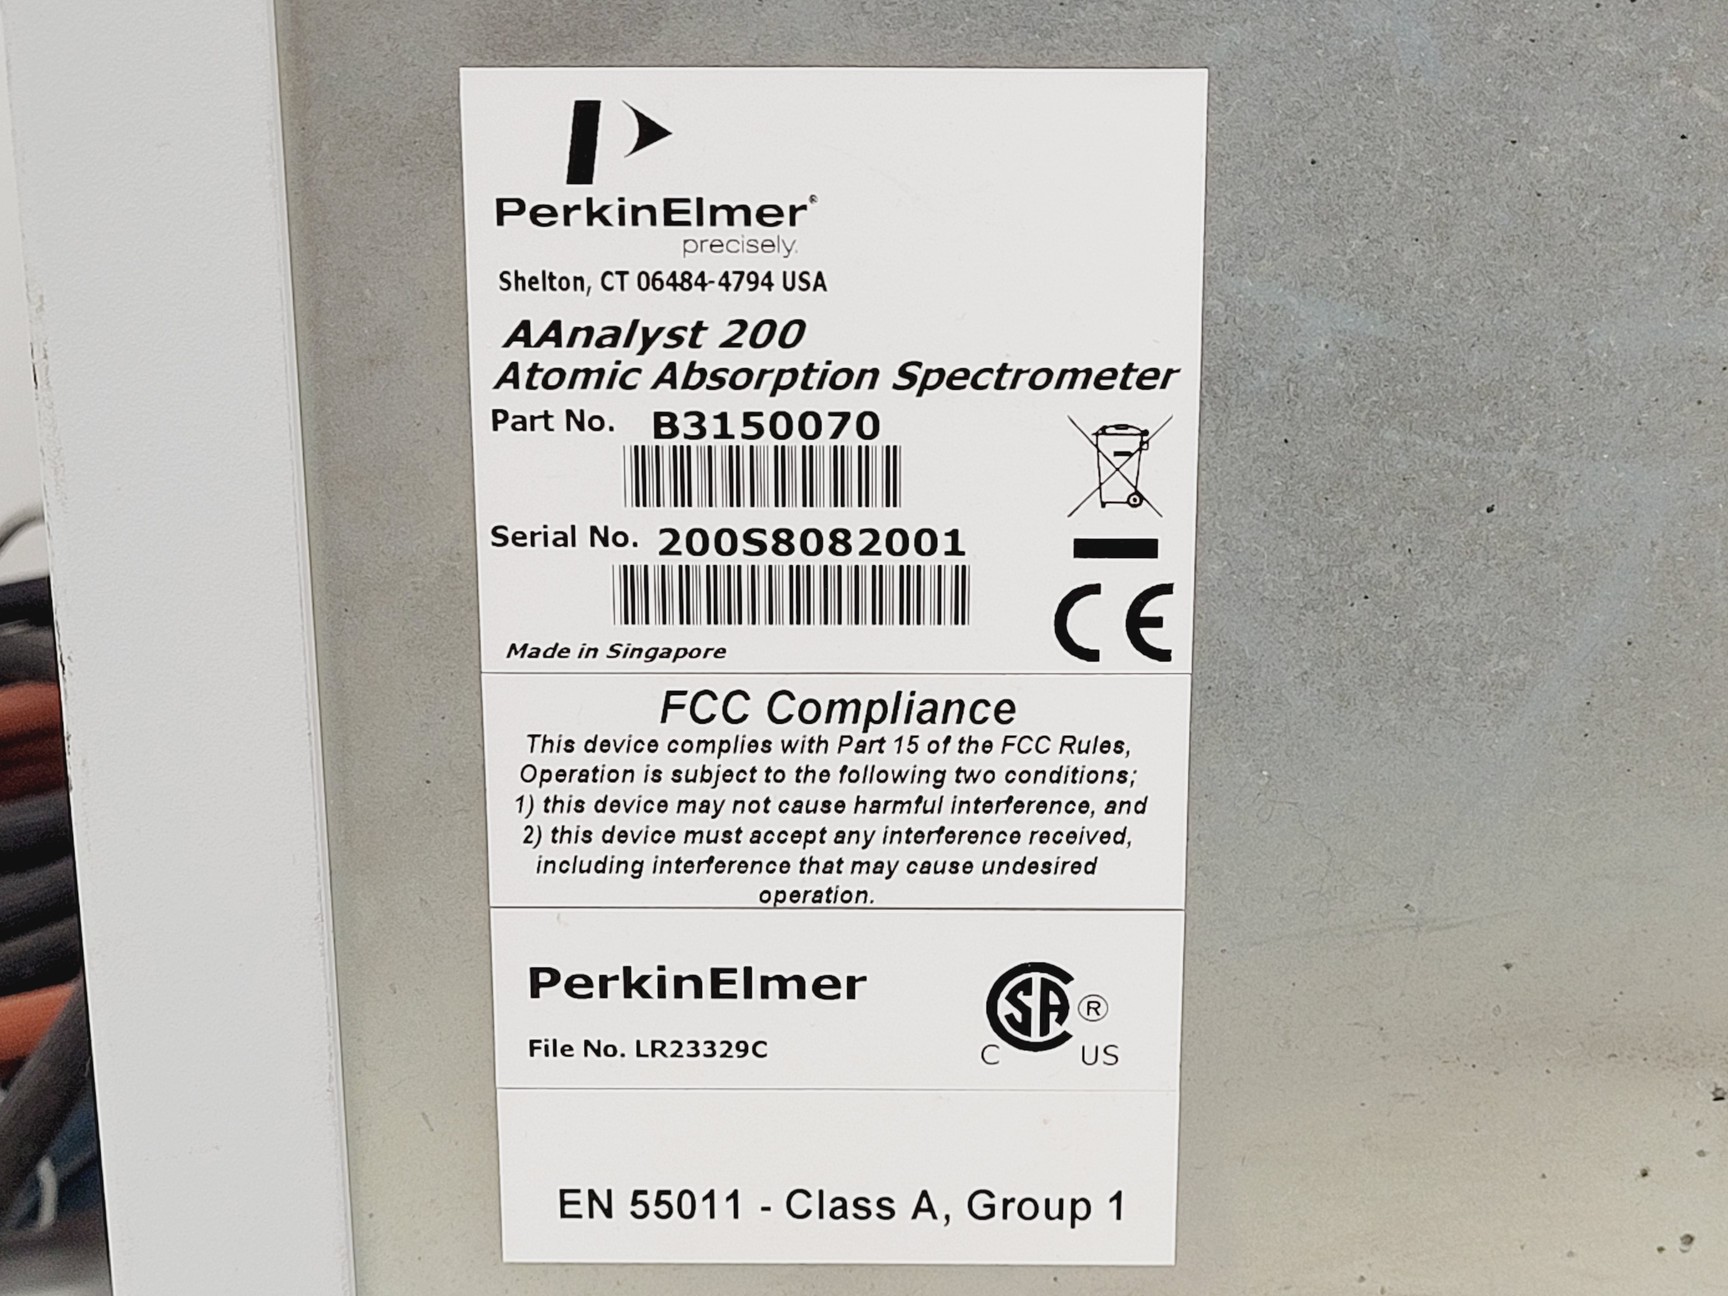 PerkinElmer®
precisely.
Shelton, CT 06484-4794 USA
AAnalyst 200
Atomic Absorption Spectrometer
Part No. B3150070
Serial No. 200S8082001
CE
Made in Singapore
FCC Compliance
This device complies with Part 15 of the FCC Rules,
Operation is subject to the following two conditions;
1) this device may not cause harmful interference, and
2) this device must accept any interference received,
including interference that may cause undesired
operation.
PerkinElmer
File No. LR23329C
CSA ®
C US
EN 55011 - Class A, Group 1